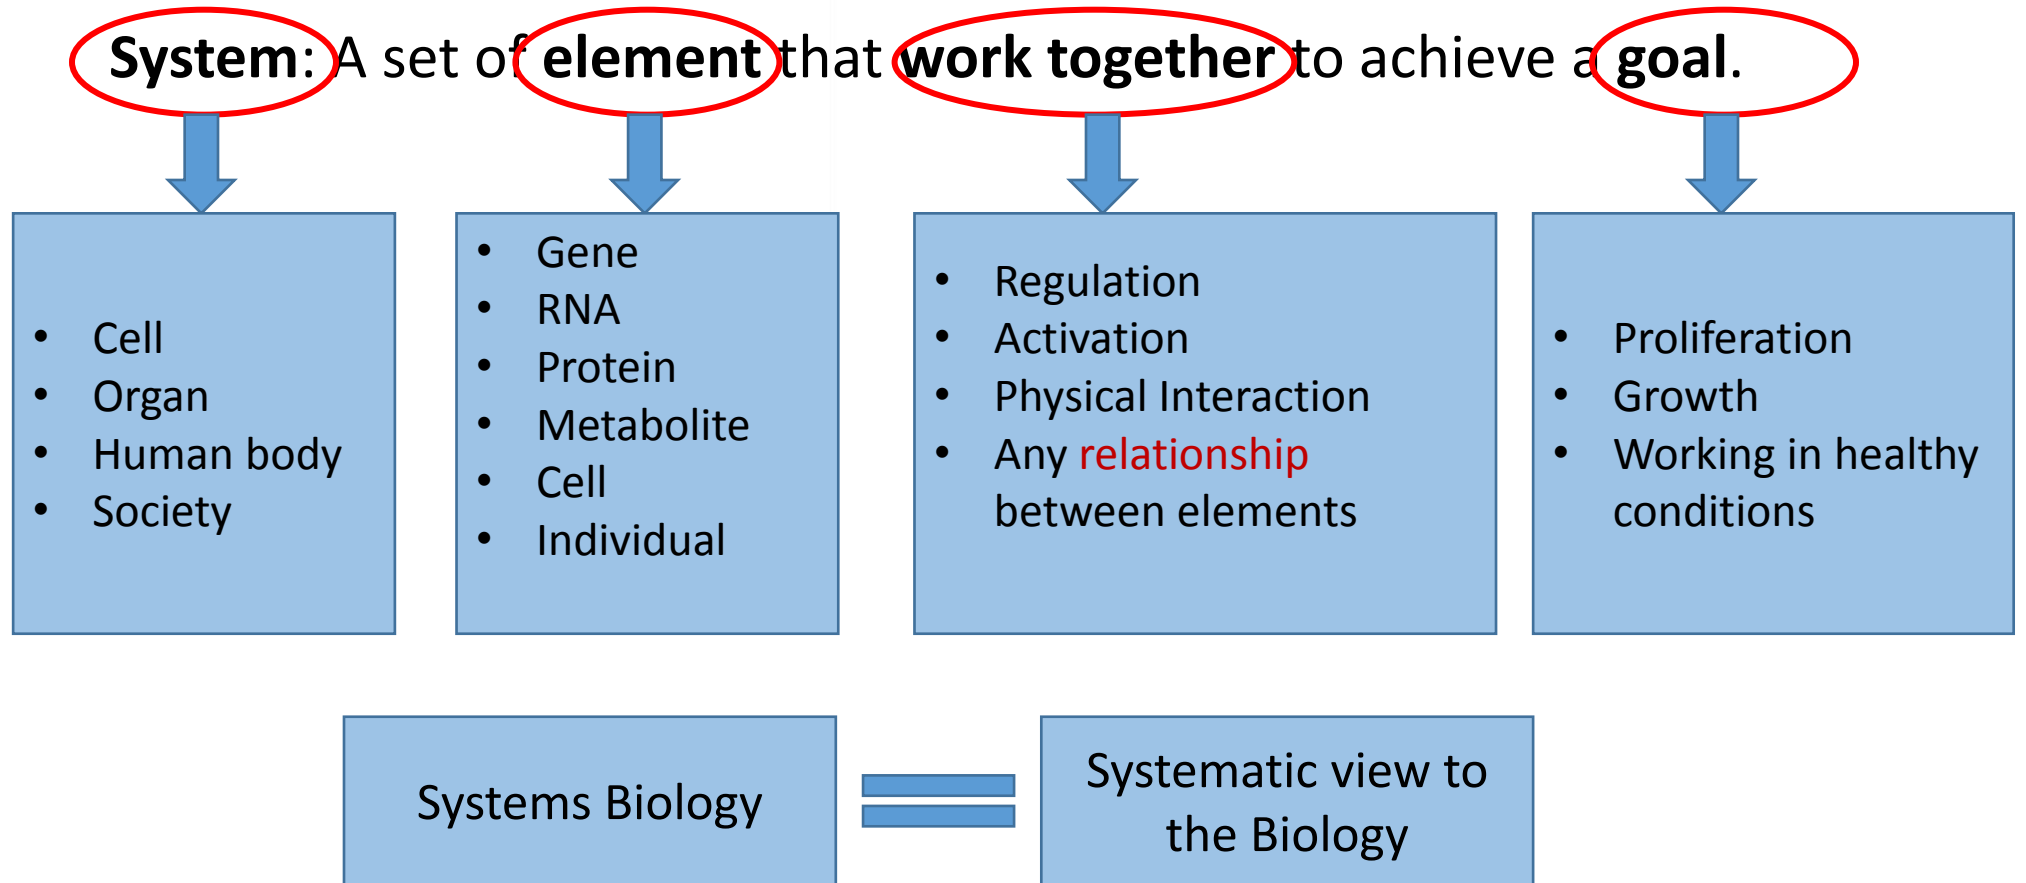 System: A set of element that work together to achieve a goal.
• Cell
• Organ
• Human body
• Society
• Gene
• RNA
• Protein
• Metabolite
• Cell
• Individual
• Regulation
• Activation
• Physical Interaction
• Any relationship
between elements
• Proliferation
• Growth
• Working in healthy
conditions
Systems Biology
Systematic view to
the Biology